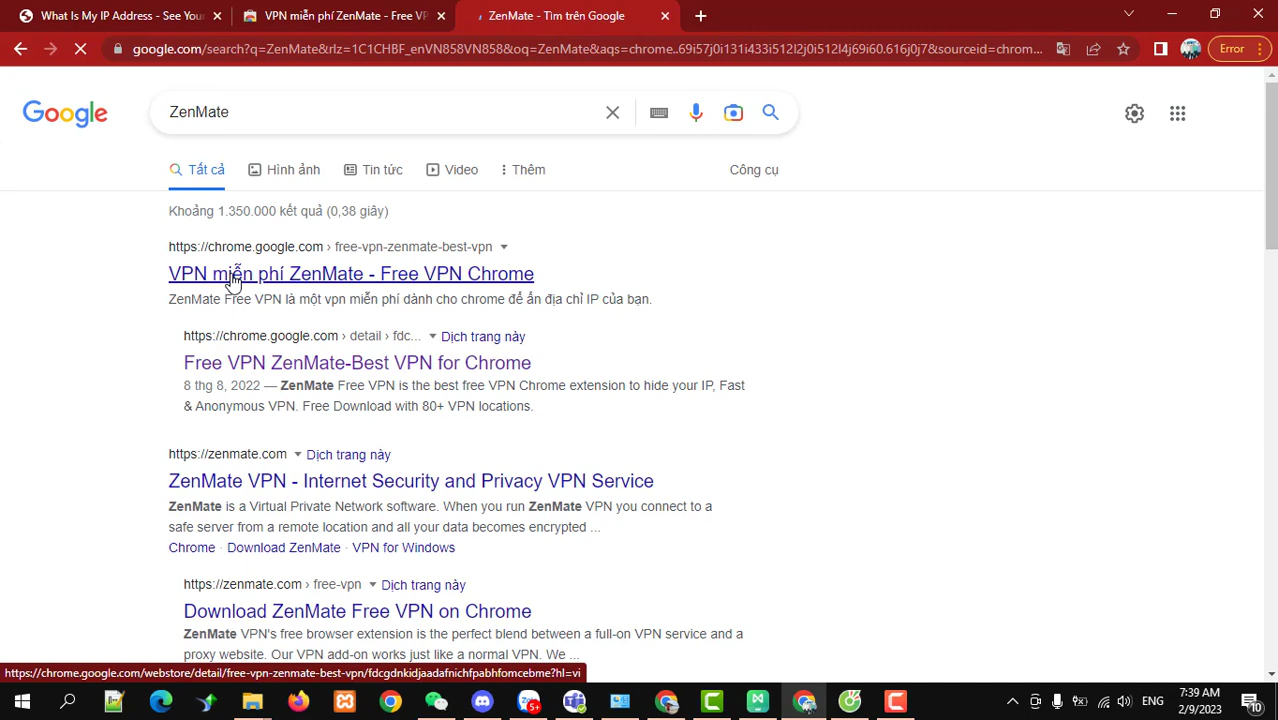 What Is My IP Address - See You
VPN miễn phí ZenMate - Free VP
ZenMate - Tìm trên Google
google.com/search?q=ZenMate&rlz=1C1CHBF_enVN858VN858&oq=ZenMate&aqs=chrome..69i57j0i131i433i512l2j0i512l4j69i60.616j0j7&sourceid=chrom...
Error
Google
ZenMate
Tất cả
Hình ảnh
Tin tức
Video
Thêm
Công cụ
Khoảng 1.350.000 kết quả (0,38 giây)
https://chrome.google.com › free-vpn-zenmate-best-vpn
VPN miễn phí ZenMate - Free VPN Chrome
ZenMate Free VPN là một vpn miễn phí dành cho chrome để ẩn địa chỉ IP của bạn.
https://chrome.google.com › detail › fdc... Dịch trang này
Free VPN ZenMate-Best VPN for Chrome
8 thg 8, 2022 — ZenMate Free VPN is the best free VPN Chrome extension to hide your IP, Fast
& Anonymous VPN. Free Download with 80+ VPN locations.
https://zenmate.com Dịch trang này
ZenMate VPN - Internet Security and Privacy VPN Service
ZenMate is a Virtual Private Network software. When you run ZenMate VPN you connect to a
safe server from a remote location and all your data becomes encrypted ...
Chrome · Download ZenMate · VPN for Windows
https://zenmate.com › free-vpn Dịch trang này
Download ZenMate Free VPN on Chrome
ZenMate VPN's free browser extension is the perfect blend between a full-on VPN service and a
proxy website. Our VPN add-on works just like a normal VPN. We ...
https://chrome.google.com/webstore/detail/free-vpn-zenmate-best-vpn/fdcgdnkidjaadafnichfpabhfomcebme?hl=vi
5+
ENG
7:39 AM
2/9/2023
10